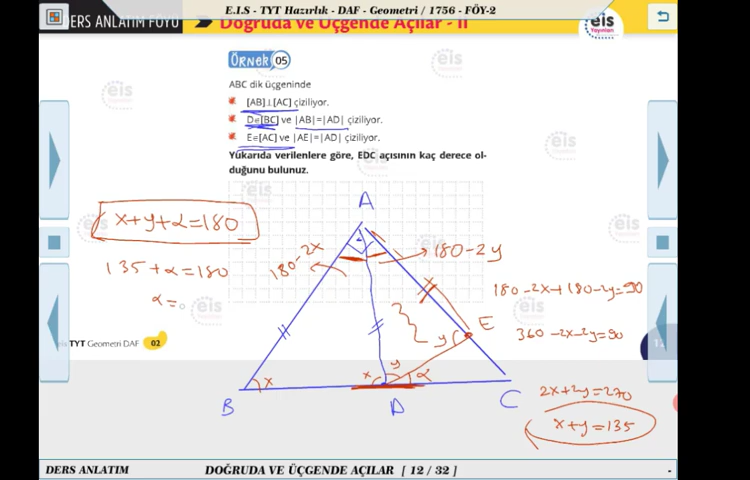 E.I.S - TYT Hazırlık - DAF - Geometri / 1756 - FÖY-2
DERS ANLATIM FÖYÜ
Doğruda ve Üçgende Açılar - II
eis
Yayınları
ÖRNEK 05
ABC dik üçgeninde
[AB]⊥[AC] çiziliyor.
D∈[BC] ve |AB|=|AD| çiziliyor.
E∈[AC] ve |AE|=|AD| çiziliyor.
Yukarıda verilenlere göre, EDC açısının kaç derece ol-
duğunu bulunuz.
A
x+y+α=180
180-2x
180-2y
135+α=180
α=
180-2x+180-2y=90
E
y
360-2x-2y=90
x
x
y
α
B
D
C
2x+2y=270
x+y=135
TYT Geometri DAF
02
DERS ANLATIM
DOĞRUDA VE ÜÇGENDE AÇILAR [ 12 / 32 ]
-